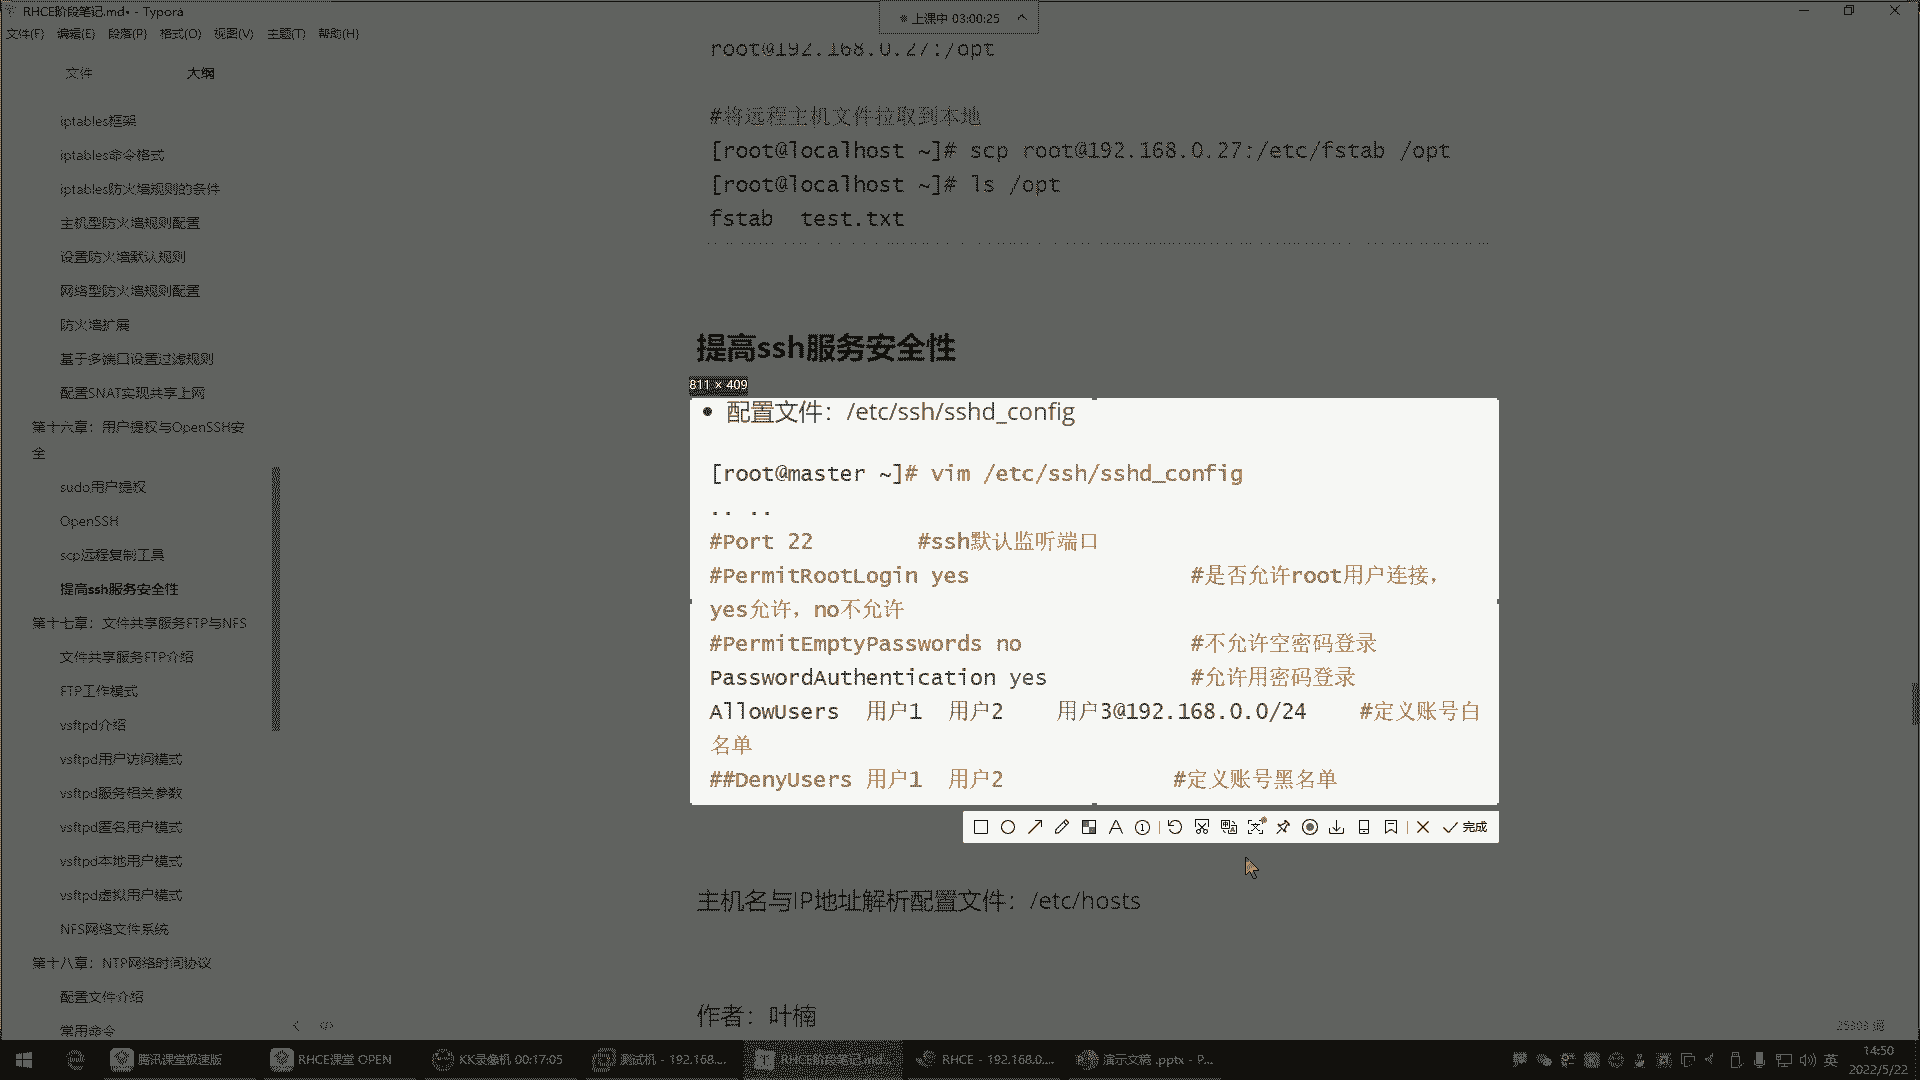 RHCE阶段笔记.md• - Typora
上课中 03:00:25
文件(F) 编辑(E) 段落(P) 格式(O) 视图(V) 主题(T) 帮助(H)
文件 大纲
iptables框架
iptables命令格式
iptables防火墙规则的条件
主机型防火墙规则配置
设置防火墙默认规则
网络型防火墙规则配置
防火墙扩展
基于多端口设置过滤规则
配置SNAT实现共享上网
第十六章：用户提权与OpenSSH安
全
sudo用户提权
OpenSSH
scp远程复制工具
提高ssh服务安全性
第十七章：文件共享服务FTP与NFS
文件共享服务FTP介绍
FTP工作模式
vsftpd介绍
vsftpd用户访问模式
vsftpd服务相关参数
vsftpd匿名用户模式
vsftpd本地用户模式
vsftpd虚拟用户模式
NFS网络文件系统
第十八章：NTP网络时间协议
配置文件介绍
常用命令
root@192.168.0.27:/opt
#将远程主机文件拉取到本地
[root@localhost ~]# scp root@192.168.0.27:/etc/fstab /opt
[root@localhost ~]# ls /opt
fstab  test.txt
提高ssh服务安全性
811 × 409
• 配置文件：/etc/ssh/sshd_config
[root@master ~]# vim /etc/ssh/sshd_config
.. ..
#Port 22 #ssh默认监听端口
#PermitRootLogin yes #是否允许root用户连接，
yes允许，no不允许
#PermitEmptyPasswords no #不允许空密码登录
PasswordAuthentication yes #允许用密码登录
AllowUsers 用户1 用户2 用户3@192.168.0.0/24 #定义账号白
名单
##DenyUsers 用户1 用户2 #定义账号黑名单
完成
主机名与IP地址解析配置文件：/etc/hosts
作者：叶楠
腾讯课堂极速版
RHCE课堂 OPEN
KK录像机 00:17:05
测试机 - 192.168....
RHCE阶段笔记.md...
RHCE - 192.168.0....
演示文稿 .pptx - P...
英
14:50
2022/5/22